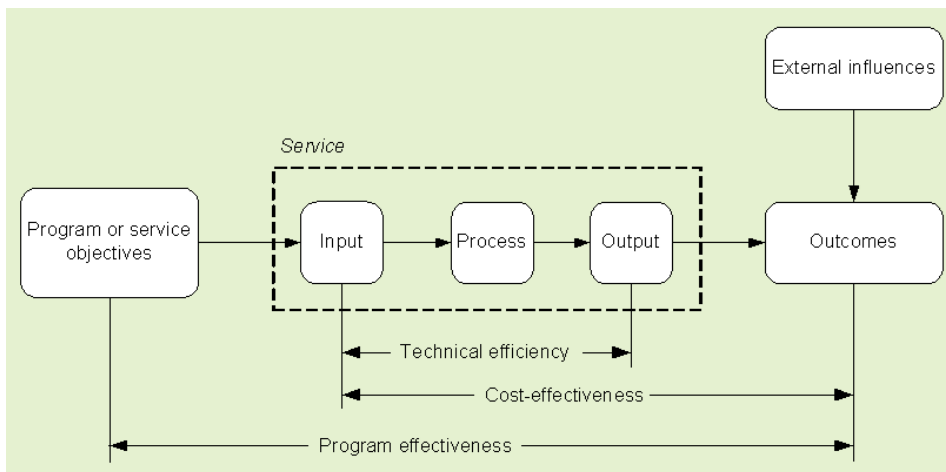 External influences
Service
Program or service
objectives
Input
Process
Output
Outcomes
Technical efficiency
Cost-effectiveness
Program effectiveness